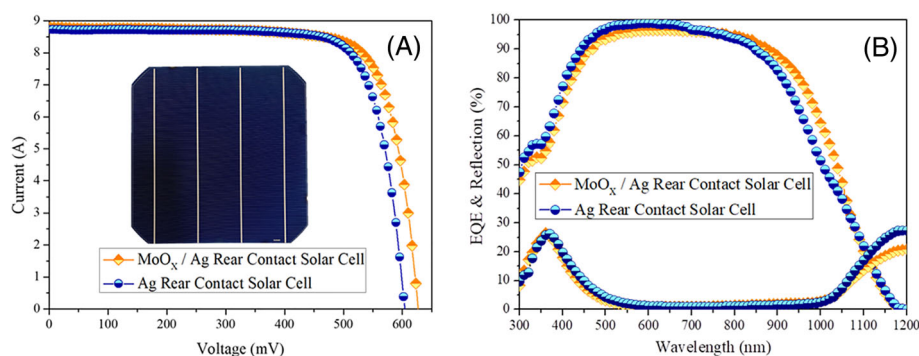 (A)
Current (A)
9
8
7
6
5
4
3
2
1
0
MoOX / Ag Rear Contact Solar Cell
Ag Rear Contact Solar Cell
0 100 200 300 400 500 600
Voltage (mV)
(B)
EQE & Reflection (%)
100
90
80
70
60
50
40
30
20
10
0
MoOX / Ag Rear Contact Solar Cell
Ag Rear Contact Solar Cell
300 400 500 600 700 800 900 1000 1100 1200
Wavelength (nm)